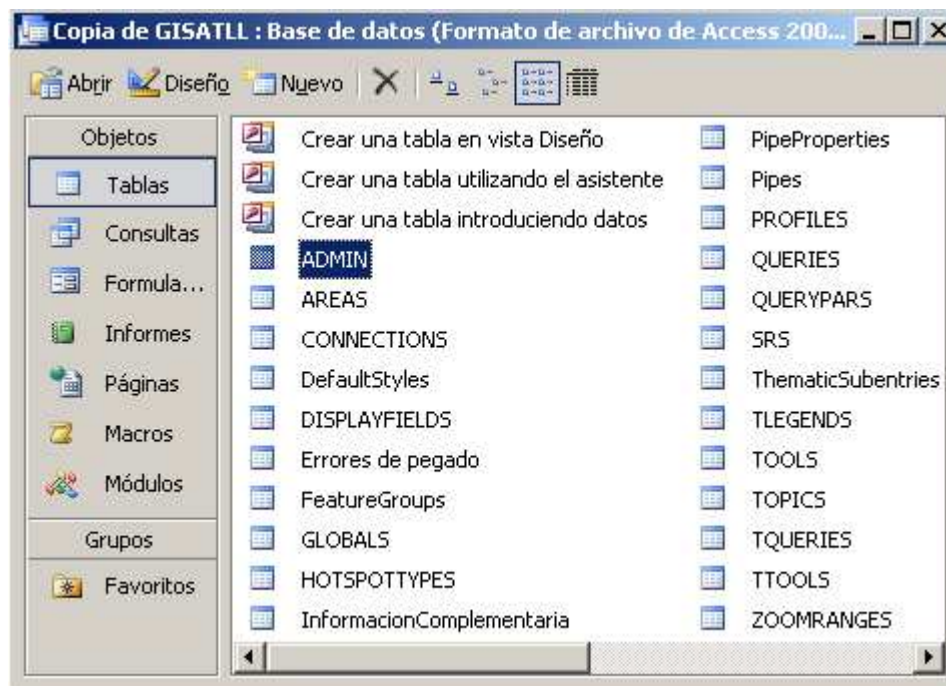 Copia de GISATLL : Base de datos (Formato de archivo de Access 200...
Abrir Diseño Nuevo
Objetos
Tablas
Consultas
Formula...
Informes
Páginas
Macros
Módulos
Grupos
Favoritos
Crear una tabla en vista Diseño
Crear una tabla utilizando el asistente
Crear una tabla introduciendo datos
ADMIN
AREAS
CONNECTIONS
DefaultStyles
DISPLAYFIELDS
Errores de pegado
FeatureGroups
GLOBALS
HOTSPOTTYPES
InformacionComplementaria
PipeProperties
Pipes
PROFILES
QUERIES
QUERYPARS
SRS
ThematicSubentries
TLEGENDS
TOOLS
TOPICS
TQUERIES
TTOOLS
ZOOMRANGES